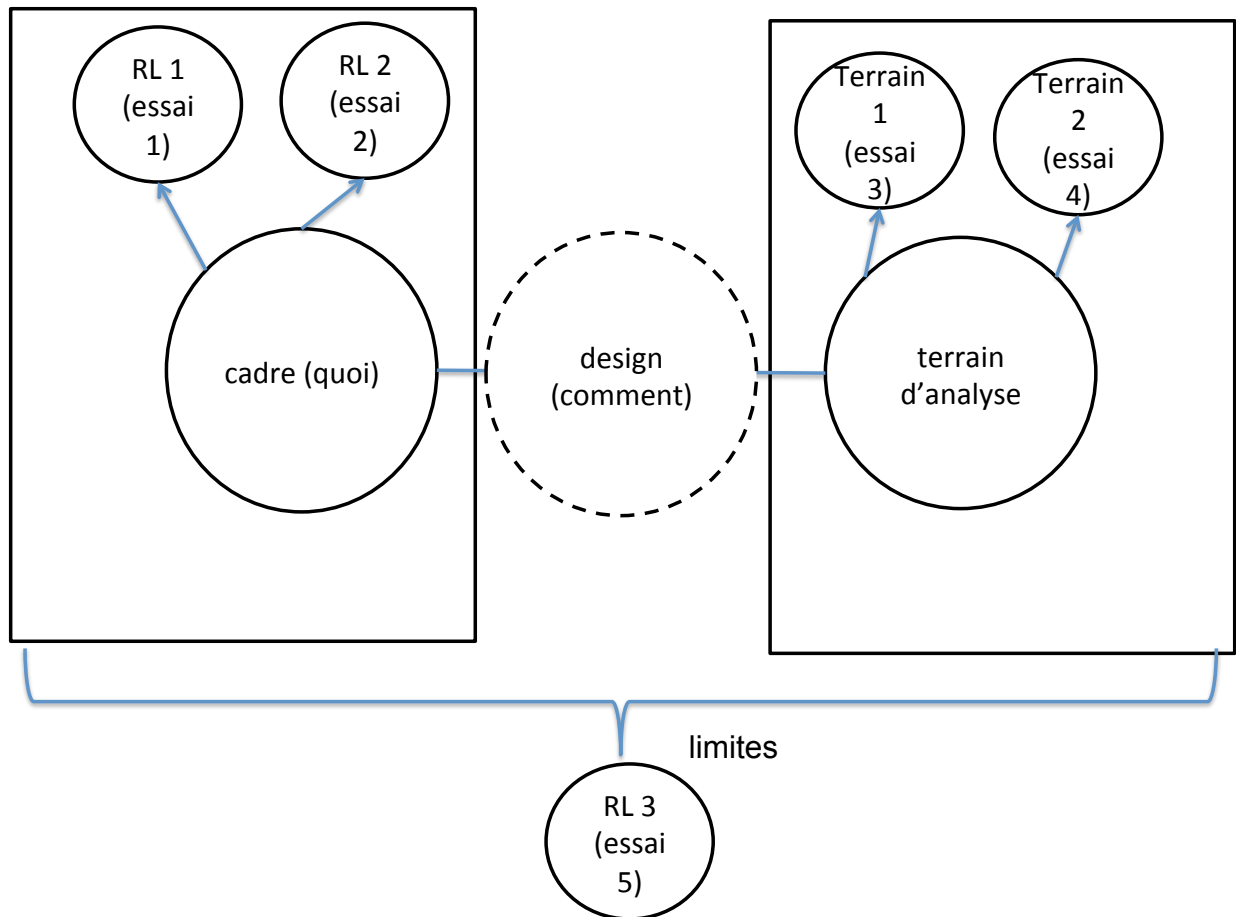 RL 1
(essai
1)
RL 2
(essai
2)
Terrain
1
(essai
3)
Terrain
2
(essai
4)
cadre (quoi)
design
(comment)
terrain
d’analyse
limites
RL 3
(essai
5)